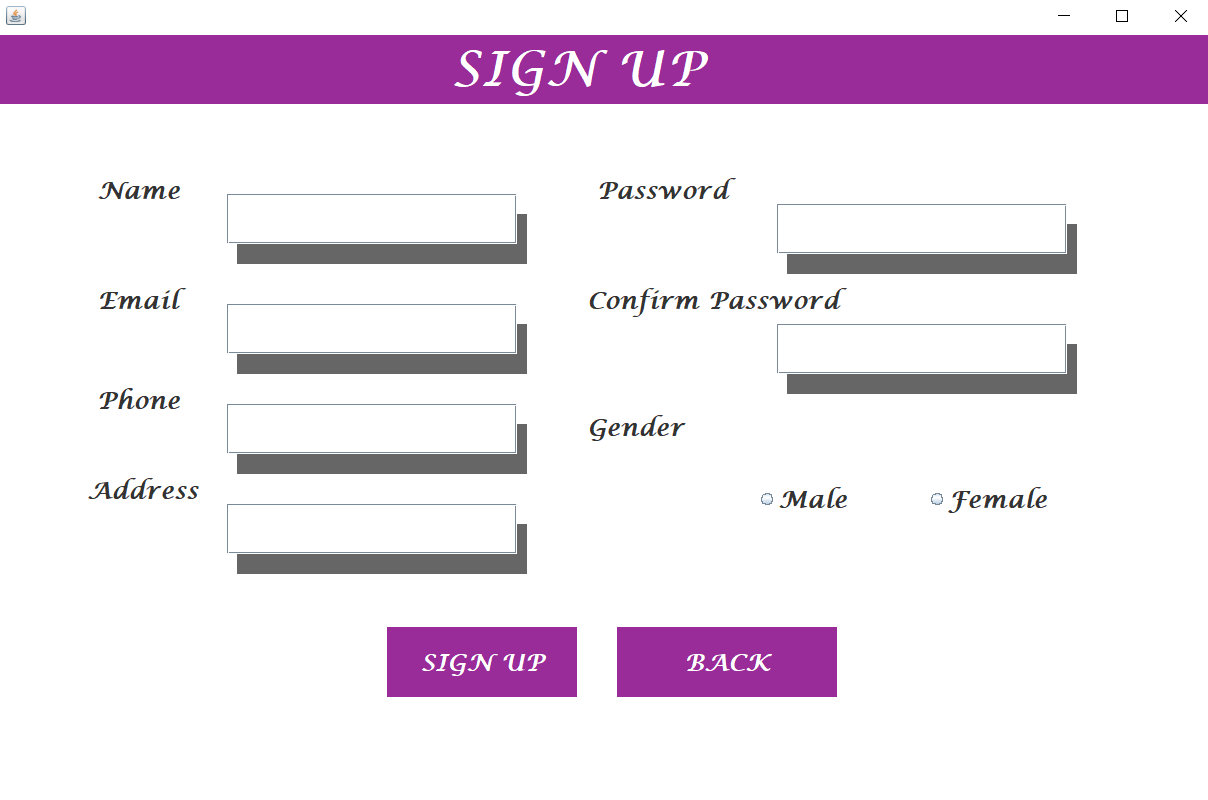 SIGN UP
Name
Password
Email
Confirm Password
Phone
Gender
Address
Male
Female
SIGN UP
BACK